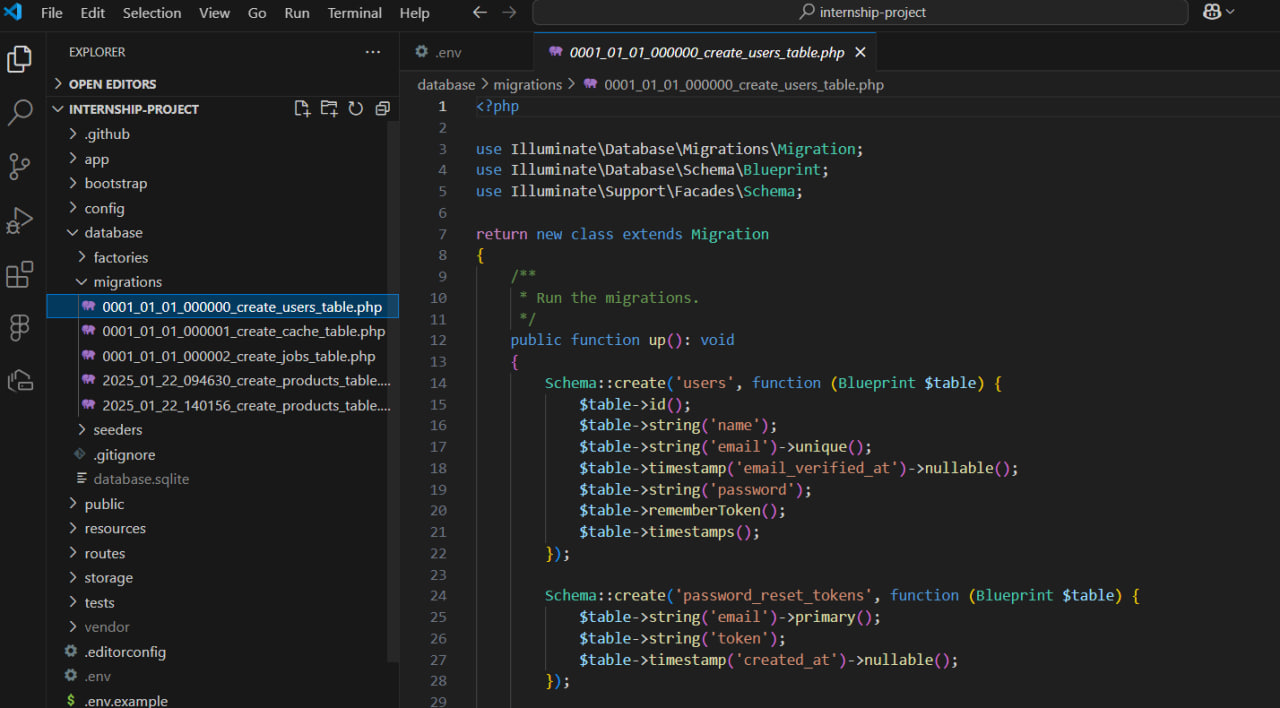 File Edit Selection View Go Run Terminal Help
internship-project
EXPLORER
OPEN EDITORS
INTERNSHIP-PROJECT
.github
app
bootstrap
config
database
factories
migrations
0001_01_01_000000_create_users_table.php
0001_01_01_000001_create_cache_table.php
0001_01_01_000002_create_jobs_table.php
2025_01_22_094630_create_products_table....
2025_01_22_140156_create_products_table....
seeders
.gitignore
database.sqlite
public
resources
routes
storage
tests
vendor
.editorconfig
.env
.env.example
.env
0001_01_01_000000_create_users_table.php
database > migrations > 0001_01_01_000000_create_users_table.php
1 <?php
2
3 use Illuminate\Database\Migrations\Migration;
4 use Illuminate\Database\Schema\Blueprint;
5 use Illuminate\Support\Facades\Schema;
6
7 return new class extends Migration
8 {
9 /**
10 * Run the migrations.
11 */
12 public function up(): void
13 {
14 Schema::create('users', function (Blueprint $table) {
15 $table->id();
16 $table->string('name');
17 $table->string('email')->unique();
18 $table->timestamp('email_verified_at')->nullable();
19 $table->string('password');
20 $table->rememberToken();
21 $table->timestamps();
22 });
23
24 Schema::create('password_reset_tokens', function (Blueprint $table) {
25 $table->string('email')->primary();
26 $table->string('token');
27 $table->timestamp('created_at')->nullable();
28 });
29